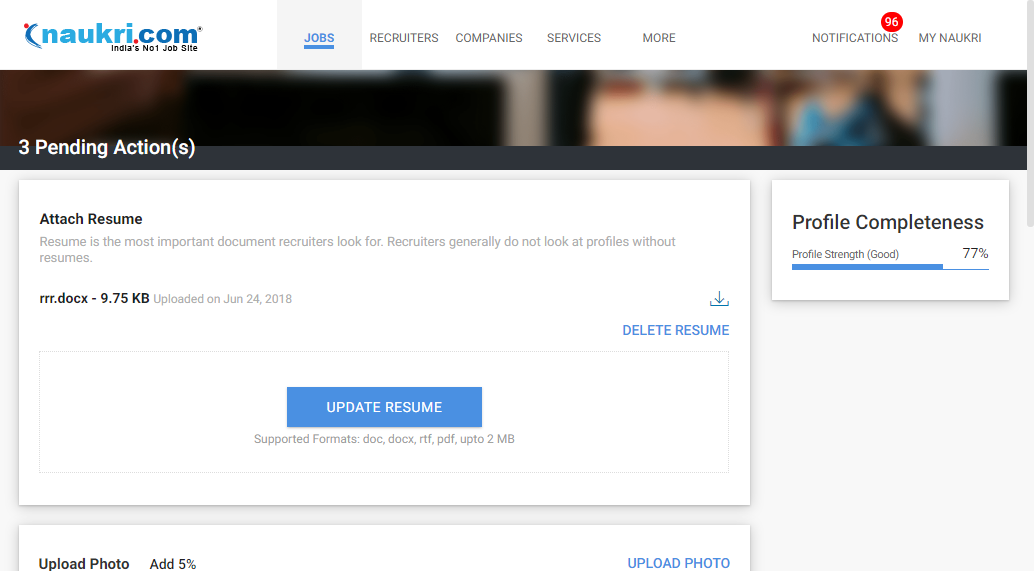 naukri.com
India's No1 Job Site
JOBS
RECRUITERS
COMPANIES
SERVICES
MORE
96
NOTIFICATIONS
MY NAUKRI
3 Pending Action(s)
Attach Resume
Resume is the most important document recruiters look for. Recruiters generally do not look at profiles without
resumes.
rrr.docx - 9.75 KB Uploaded on Jun 24, 2018
DELETE RESUME
UPDATE RESUME
Supported Formats: doc, docx, rtf, pdf, upto 2 MB
Upload Photo Add 5%
UPLOAD PHOTO
Profile Completeness
Profile Strength (Good) 77%